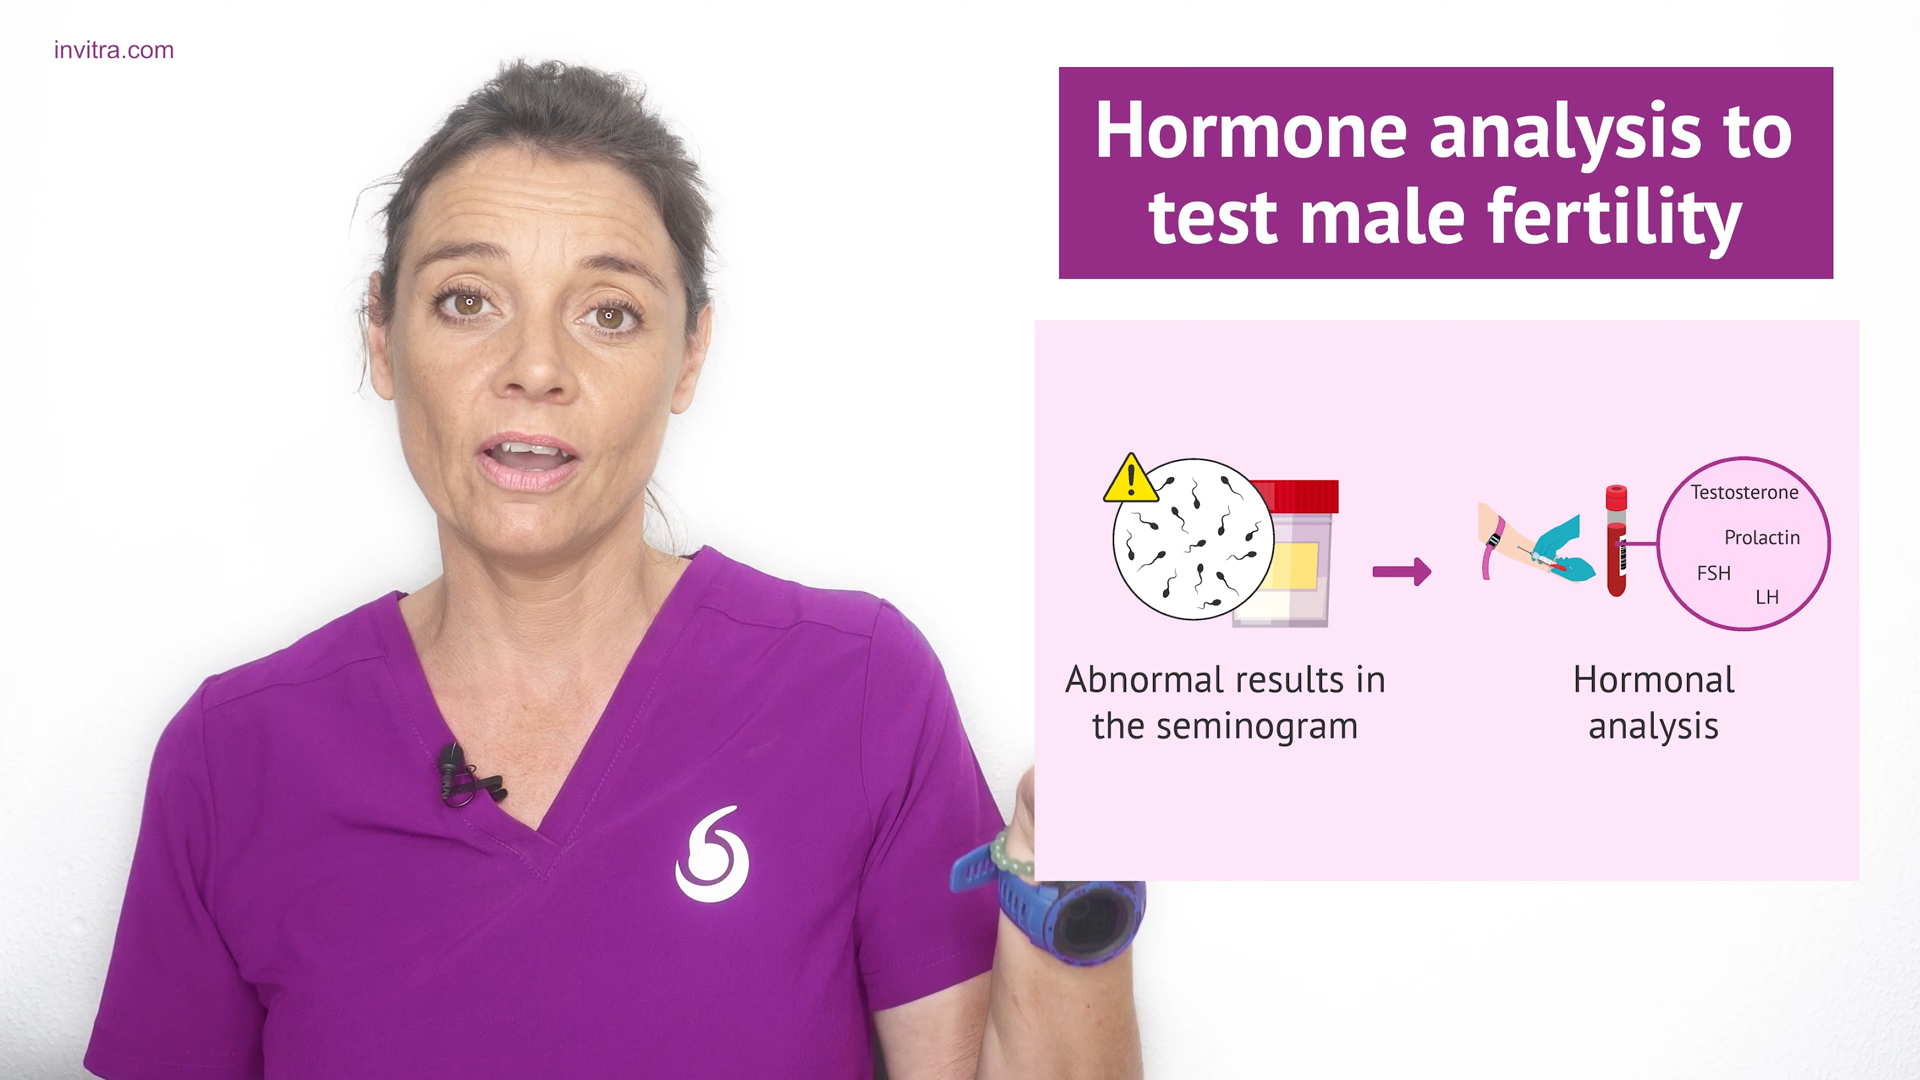 invitra.com
Hormone analysis to
test male fertility
Testosterone
Prolactin
FSH
LH
Abnormal results in
the seminogram
Hormonal
analysis